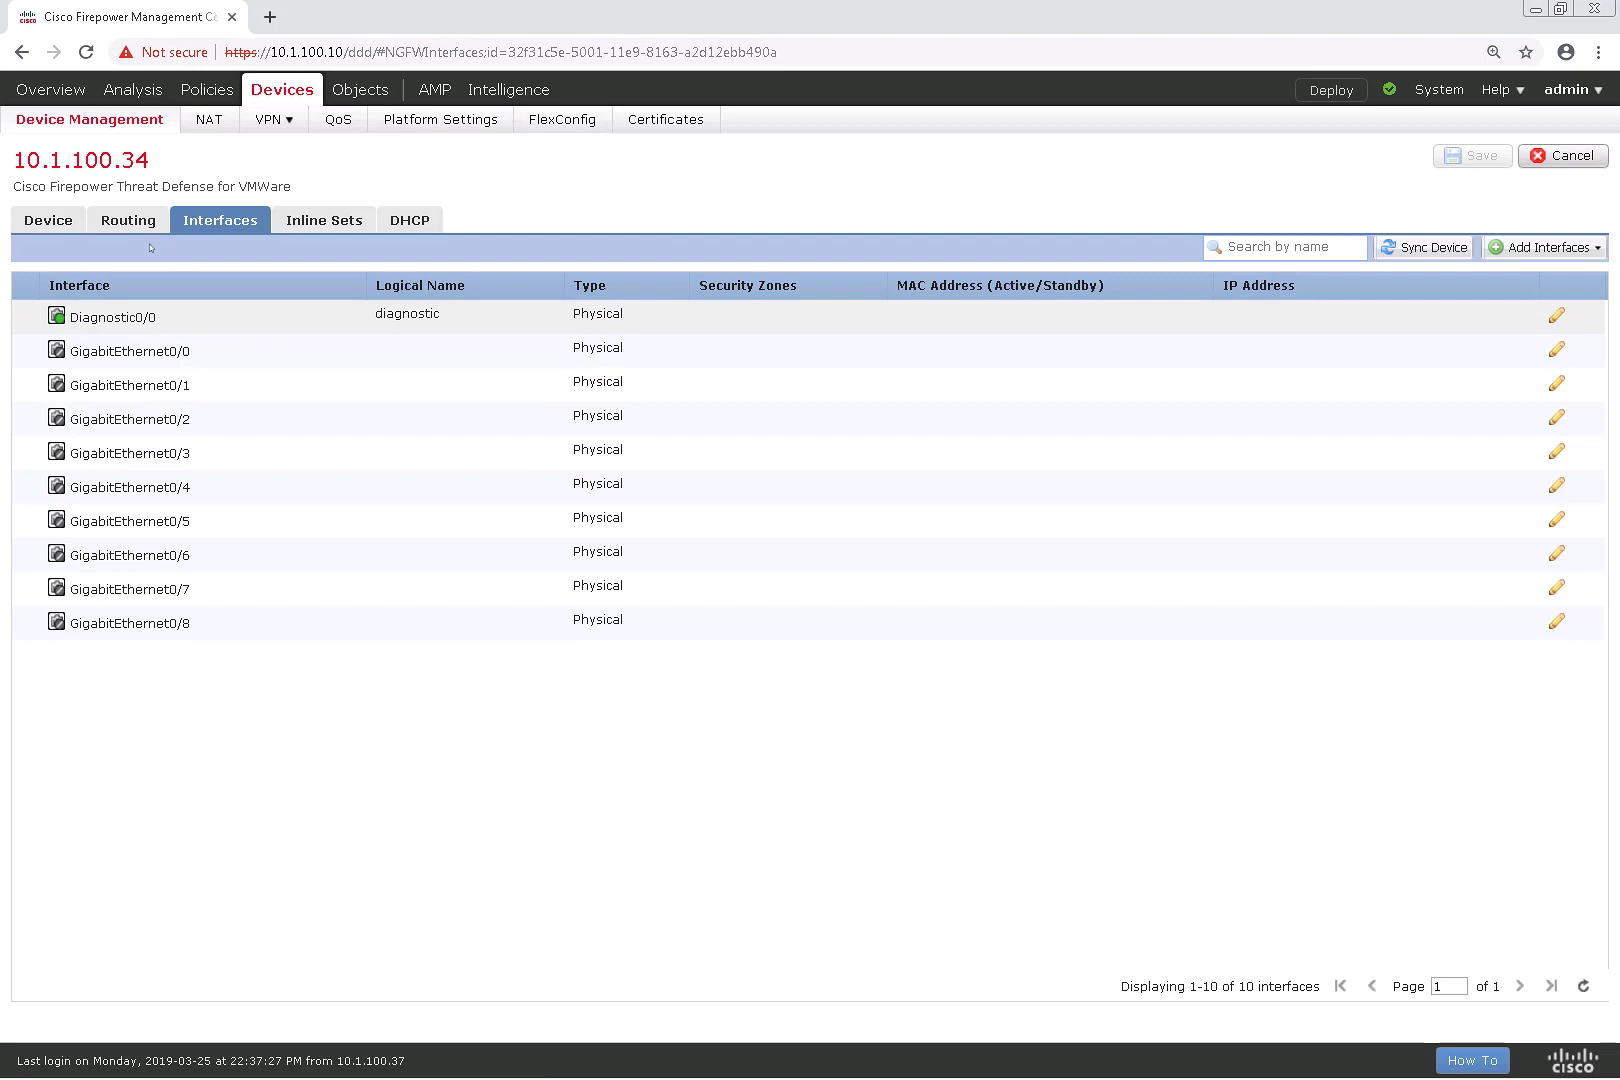 Cisco Firepower Management Ce
Not secure https://10.1.100.10/ddd/#NGFWInterfaces;id=32f31c5e-5001-11e9-8163-a2d12ebb490a
Overview Analysis Policies Devices Objects AMP Intelligence Deploy System Help admin
Device Management NAT VPN QoS Platform Settings FlexConfig Certificates
10.1.100.34 Save Cancel
Cisco Firepower Threat Defense for VMWare
Device Routing Interfaces Inline Sets DHCP
Search by name Sync Device Add Interfaces
Interface Logical Name Type Security Zones MAC Address (Active/Standby) IP Address
Diagnostic0/0 diagnostic Physical
GigabitEthernet0/0 Physical
GigabitEthernet0/1 Physical
GigabitEthernet0/2 Physical
GigabitEthernet0/3 Physical
GigabitEthernet0/4 Physical
GigabitEthernet0/5 Physical
GigabitEthernet0/6 Physical
GigabitEthernet0/7 Physical
GigabitEthernet0/8 Physical
Displaying 1-10 of 10 interfaces Page 1 of 1
Last login on Monday, 2019-03-25 at 22:37:27 PM from 10.1.100.37 How To cisco